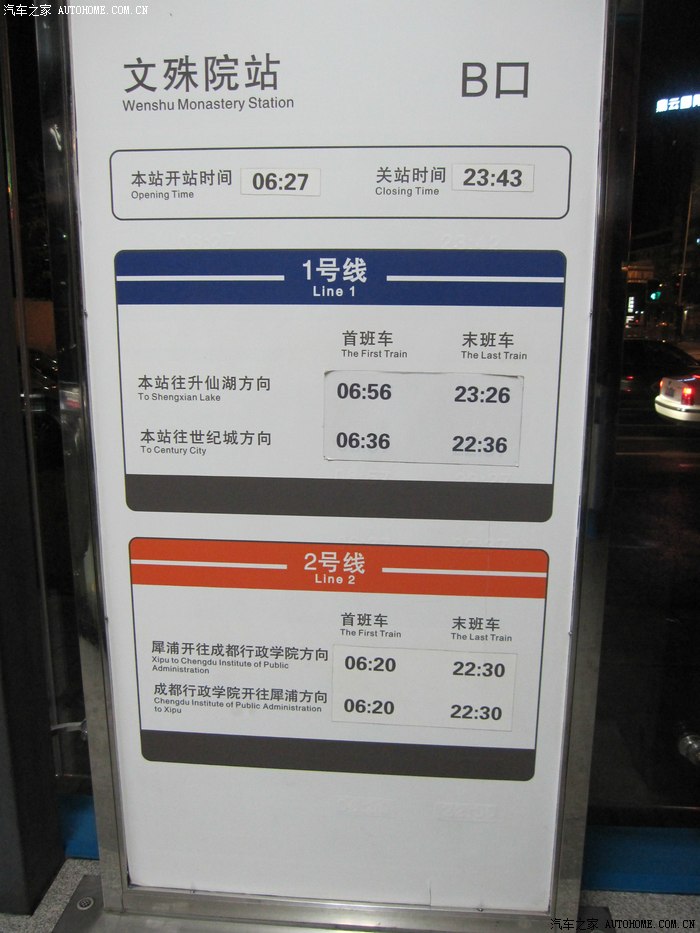 汽车之家 AUTOHOME.COM.CN
文殊院站
Wenshu Monastery Station
B口
本站开站时间 06:27
Opening Time
关站时间 23:43
Closing Time
1号线
Line 1
首班车 末班车
The First Train The Last Train
本站往升仙湖方向 06:56 23:26
To Shengxian Lake
本站往世纪城方向 06:36 22:36
To Century City
2号线
Line 2
首班车 末班车
The First Train The Last Train
犀浦开往成都行政学院方向 06:20 22:30
Xipu to Chengdu Institute of Public
Administration
成都行政学院开往犀浦方向 06:20 22:30
Chengdu Institute of Public Administration
to Xipu
汽车之家 AUTOHOME.COM.CN